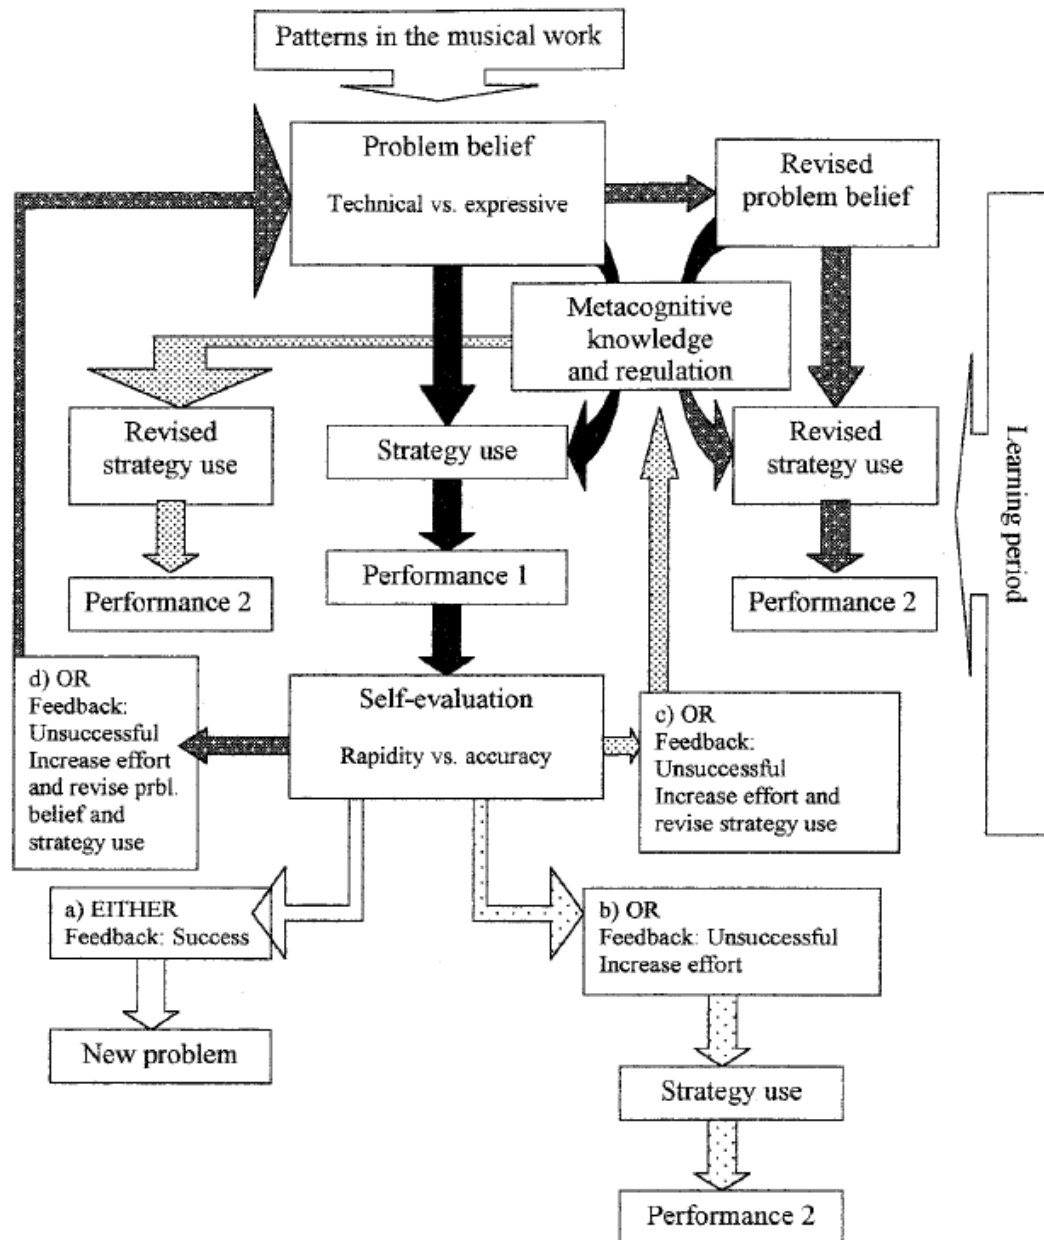 Patterns in the musical work
Problem belief
Technical vs. expressive
Revised
problem belief
Metacognitive
knowledge
and regulation
Revised
strategy use
Strategy use
Revised
strategy use
Learning period
Performance 1
Performance 2
Performance 2
d) OR
Feedback:
Unsuccessful
Increase effort
and revise prbl.
belief and
strategy use
Self-evaluation
Rapidity vs. accuracy
c) OR
Feedback:
Unsuccessful
Increase effort and
revise strategy use
a) EITHER
Feedback: Success
b) OR
Feedback: Unsuccessful
Increase effort
New problem
Strategy use
Performance 2